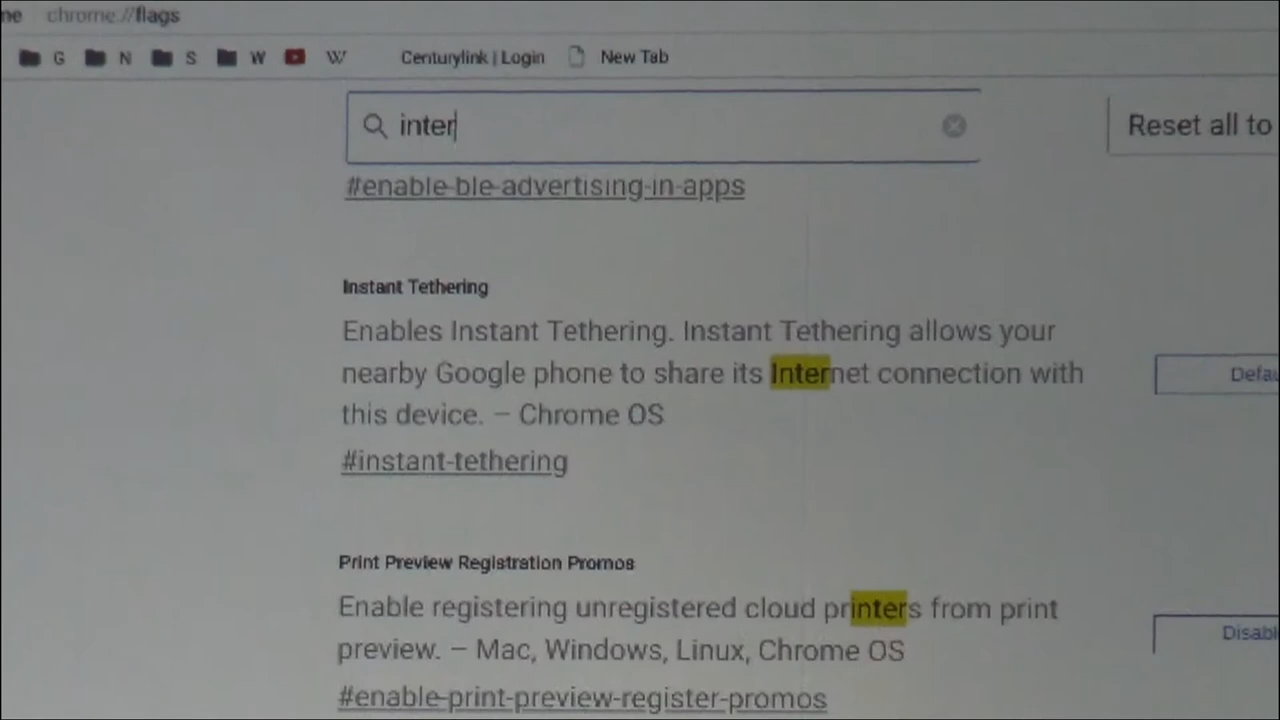 me chrome://flags
G N S W W Centurylink | Login New Tab
inter Reset all to
#enable-ble-advertising-in-apps
Instant Tethering
Enables Instant Tethering. Instant Tethering allows your
nearby Google phone to share its Internet connection with
this device. – Chrome OS
Defau
#instant-tethering
Print Preview Registration Promos
Enable registering unregistered cloud printers from print
preview. – Mac, Windows, Linux, Chrome OS
Disabl
#enable-print-preview-register-promos